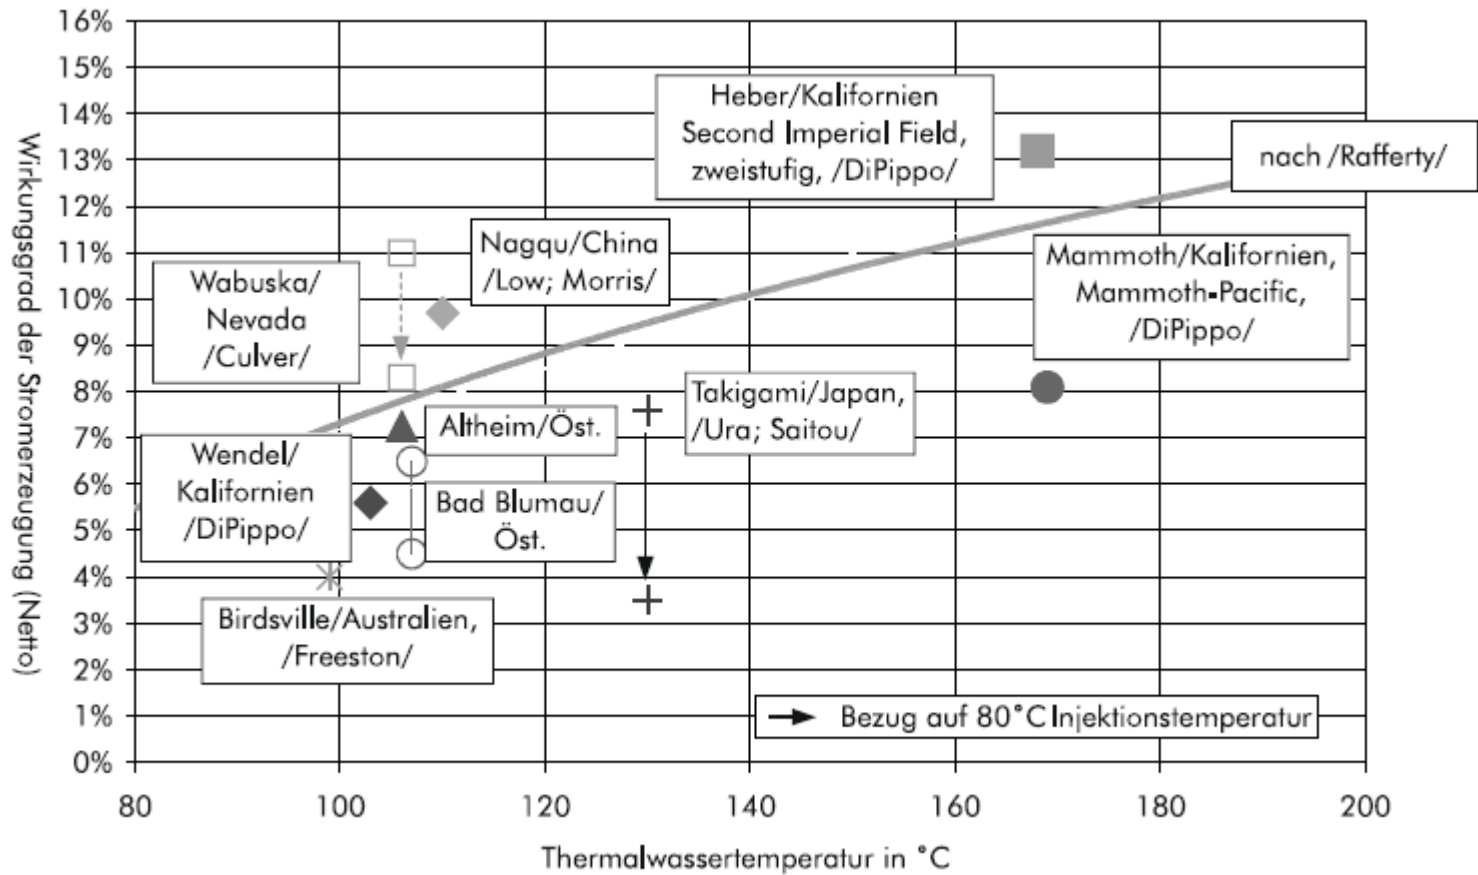 16%
15%
14%
13%
12%
11%
10%
9%
8%
7%
6%
5%
4%
3%
2%
1%
0%
Wirkungsgrad der Stromerzeugung (Netto)
Heber/Kalifornien
Second Imperial Field,
zweistufig, /DiPippo/
nach /Rafferty/
Nagqu/China
/Low; Morris/
Wabuska/
Nevada
/Culver/
Mammoth/Kalifornien,
Mammoth-Pacific,
/DiPippo/
Takigami/Japan,
/Ura; Saitou/
Altheim/Öst.
Wendel/
Kalifornien
/DiPippo/
Bad Blumau/
Öst.
Birdsville/Australien,
/Freeston/
Bezug auf 80°C Injektionstemperatur
80 100 120 140 160 180 200
Thermalwassertemperatur in °C